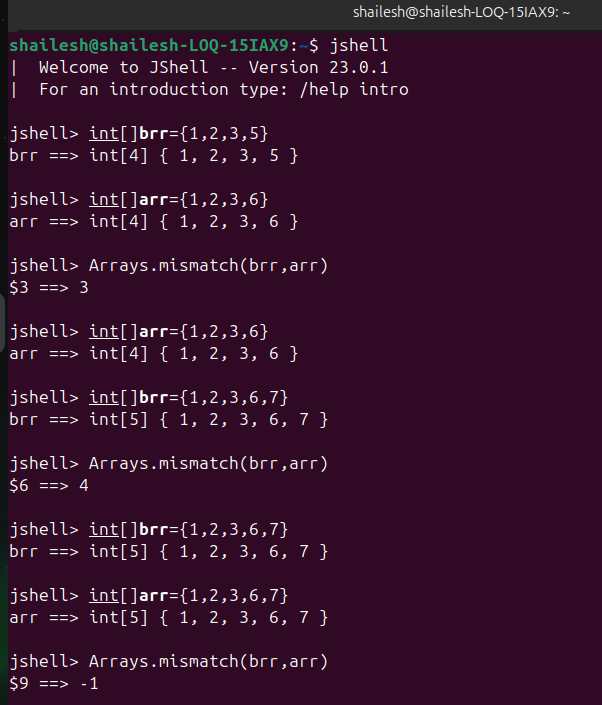 shailesh@shailesh-LOQ-15IAX9: ~
shailesh@shailesh-LOQ-15IAX9:~$ jshell
|  Welcome to JShell -- Version 23.0.1
|  For an introduction type: /help intro
jshell> int[]brr={1,2,3,5}
brr ==> int[4] { 1, 2, 3, 5 }
jshell> int[]arr={1,2,3,6}
arr ==> int[4] { 1, 2, 3, 6 }
jshell> Arrays.mismatch(brr,arr)
$3 ==> 3
jshell> int[]arr={1,2,3,6}
arr ==> int[4] { 1, 2, 3, 6 }
jshell> int[]brr={1,2,3,6,7}
brr ==> int[5] { 1, 2, 3, 6, 7 }
jshell> Arrays.mismatch(brr,arr)
$6 ==> 4
jshell> int[]brr={1,2,3,6,7}
brr ==> int[5] { 1, 2, 3, 6, 7 }
jshell> int[]arr={1,2,3,6,7}
arr ==> int[5] { 1, 2, 3, 6, 7 }
jshell> Arrays.mismatch(brr,arr)
$9 ==> -1